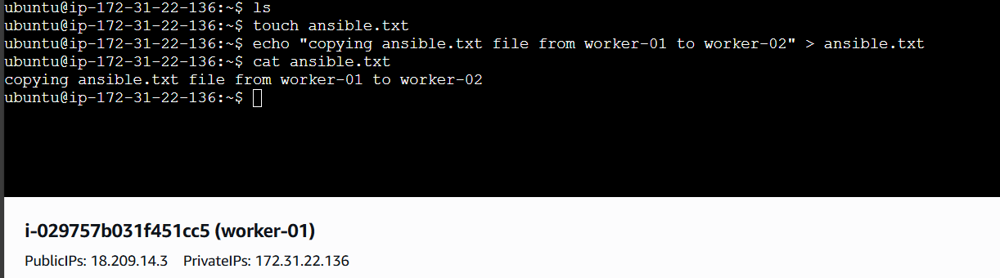 ubuntu@ip-172-31-22-136:~$ ls
ubuntu@ip-172-31-22-136:~$ touch ansible.txt
ubuntu@ip-172-31-22-136:~$ echo "copying ansible.txt file from worker-01 to worker-02" > ansible.txt
ubuntu@ip-172-31-22-136:~$ cat ansible.txt
copying ansible.txt file from worker-01 to worker-02
ubuntu@ip-172-31-22-136:~$
i-029757b031f451cc5 (worker-01)
PublicIPs: 18.209.14.3 PrivateIPs: 172.31.22.136